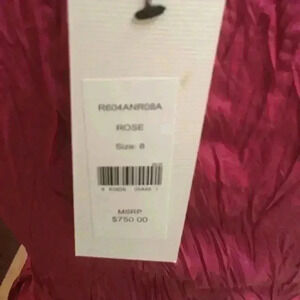 R604ANR08A
ROSE
Size: 8
MSRP
$750.00